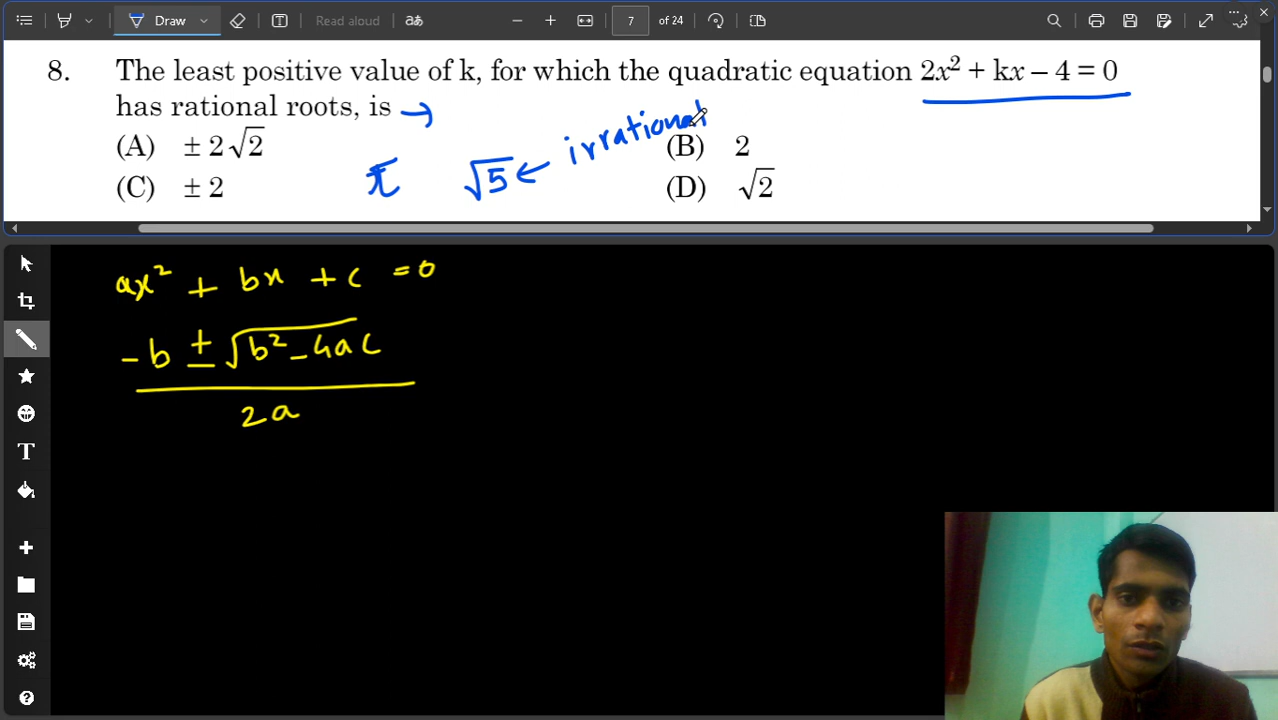 Draw
Read aloud
aあ
7 of 24
8. The least positive value of k, for which the quadratic equation 2x² + kx – 4 = 0
has rational roots, is →
(A) ± 2√2
(B) 2
(C) ± 2
(D) √2
π √5 ← irrational
ax² + bx + c = 0
-b ± √b² - 4ac
2a
T